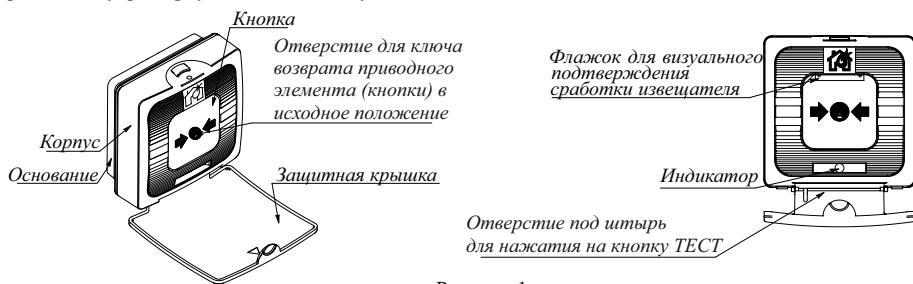 Кнопка
Отверстие для ключа
возврата приводного
элемента (кнопки) в
исходное положение
Корпус
Основание
Защитная крышка
Флажок для визуального
подтверждения
сработки извещателя
Индикатор
Отверстие под штырь
для нажатия на кнопку ТЕСТ